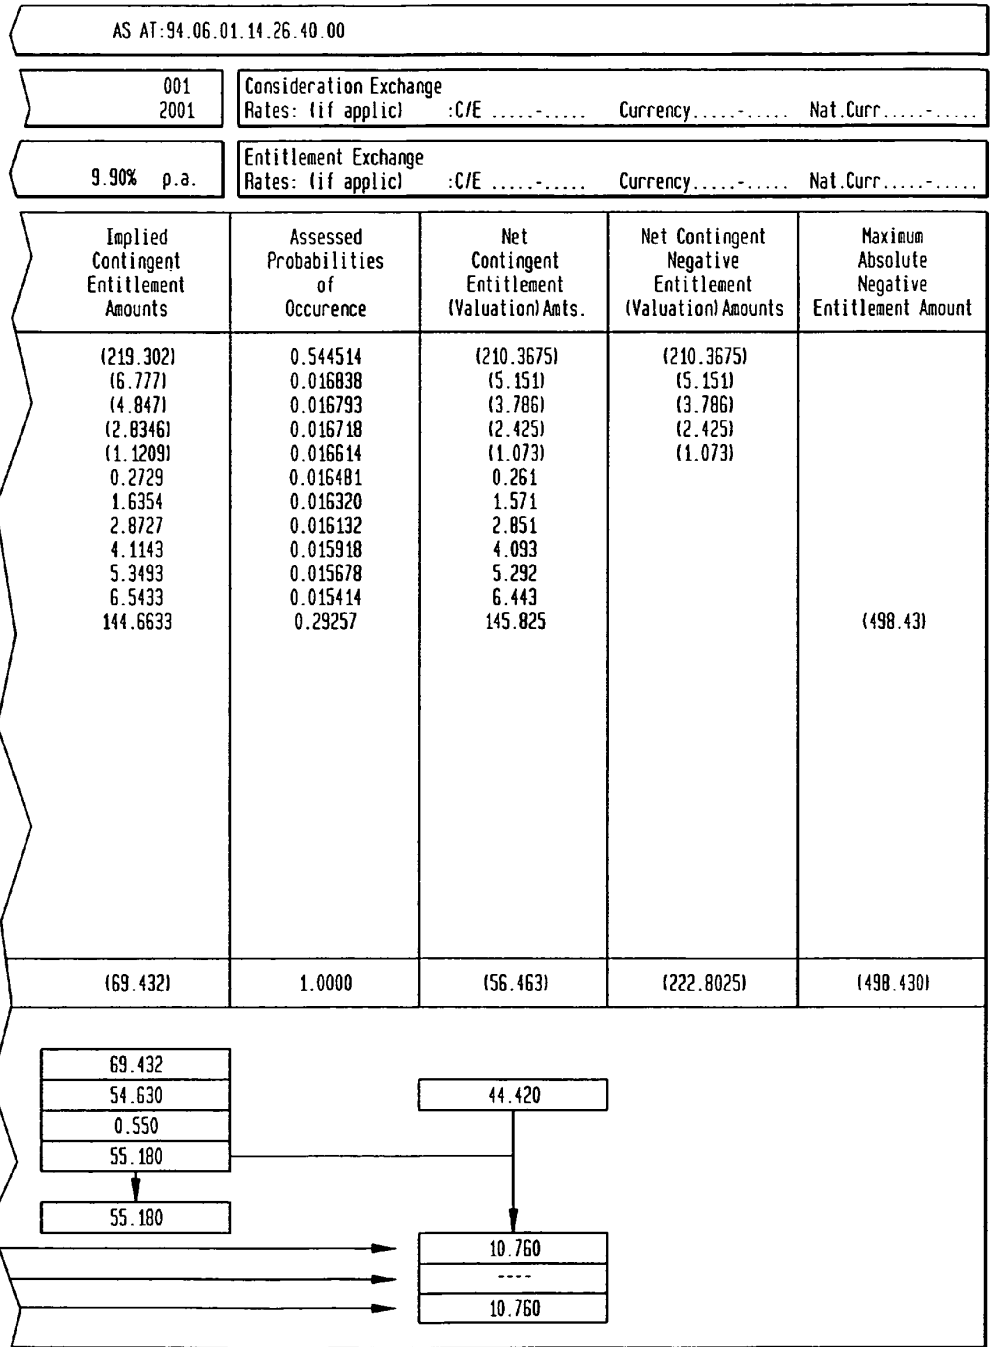 AS AT:94.06.01.14.26.40.00
001
2001
Consideration Exchange
Rates: (if applic) :C/E .....-..... Currency.....-..... Nat.Curr.....-.....
9.90% p.a.
Entitlement Exchange
Rates: (if applic) :C/E .....-..... Currency.....-..... Nat.Curr.....-.....
Implied Contingent Entitlement Amounts
Assessed Probabilities of Occurence
Net Contingent Entitlement (Valuation)Amts.
Net Contingent Negative Entitlement (Valuation)Amounts
Maximum Absolute Negative Entitlement Amount
(219.302) 0.544514 (210.3675) (210.3675)
(6.777) 0.016838 (5.151) (5.151)
(4.847) 0.016793 (3.786) (3.786)
(2.8346) 0.016718 (2.425) (2.425)
(1.1209) 0.016614 (1.073) (1.073)
0.2729 0.016481 0.261
1.6354 0.016320 1.571
2.8727 0.016132 2.851
4.1143 0.015918 4.093
5.3493 0.015678 5.292
6.5433 0.015414 6.443
144.6633 0.29257 145.825 (498.43)
(69.432) 1.0000 (56.463) (222.8025) (498.430)
69.432
54.630 44.420
0.550
55.180
55.180
10.760
----
10.760